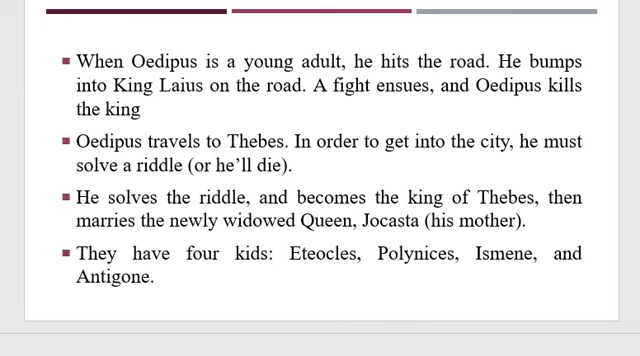 When Oedipus is a young adult, he hits the road. He bumps
into King Laius on the road. A fight ensues, and Oedipus kills
the king
Oedipus travels to Thebes. In order to get into the city, he must
solve a riddle (or he’ll die).
He solves the riddle, and becomes the king of Thebes, then
marries the newly widowed Queen, Jocasta (his mother).
They have four kids: Eteocles, Polynices, Ismene, and
Antigone.